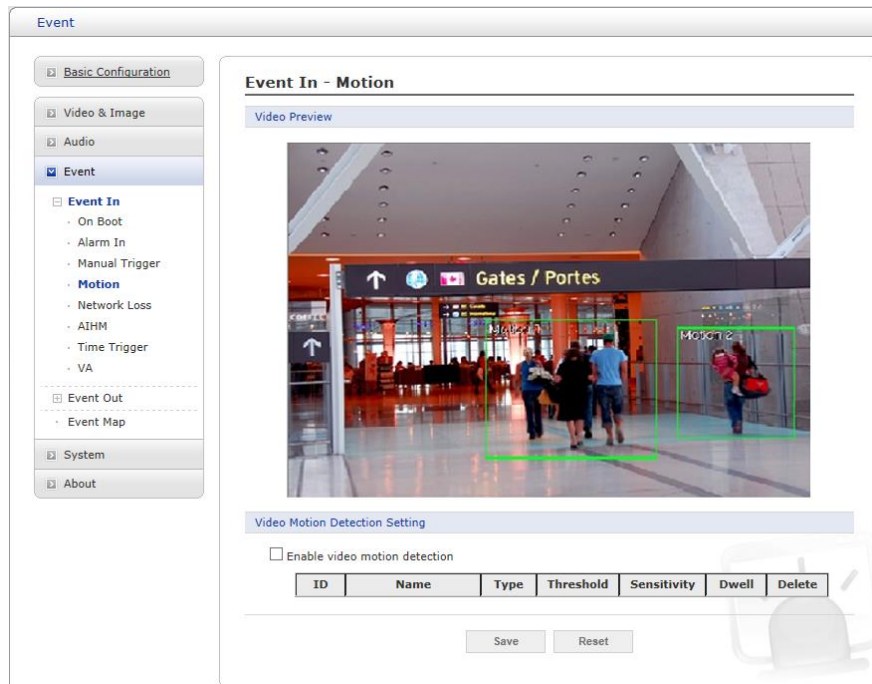 Event
Basic Configuration
Video & Image
Audio
Event
Event In
On Boot
Alarm In
Manual Trigger
Motion
Network Loss
AIHM
Time Trigger
VA
Event Out
Event Map
System
About
Event In - Motion
Video Preview
Gates / Portes
Motion
Motion 2
Video Motion Detection Setting
Enable video motion detection
ID Name Type Threshold Sensitivity Dwell Delete
Save Reset